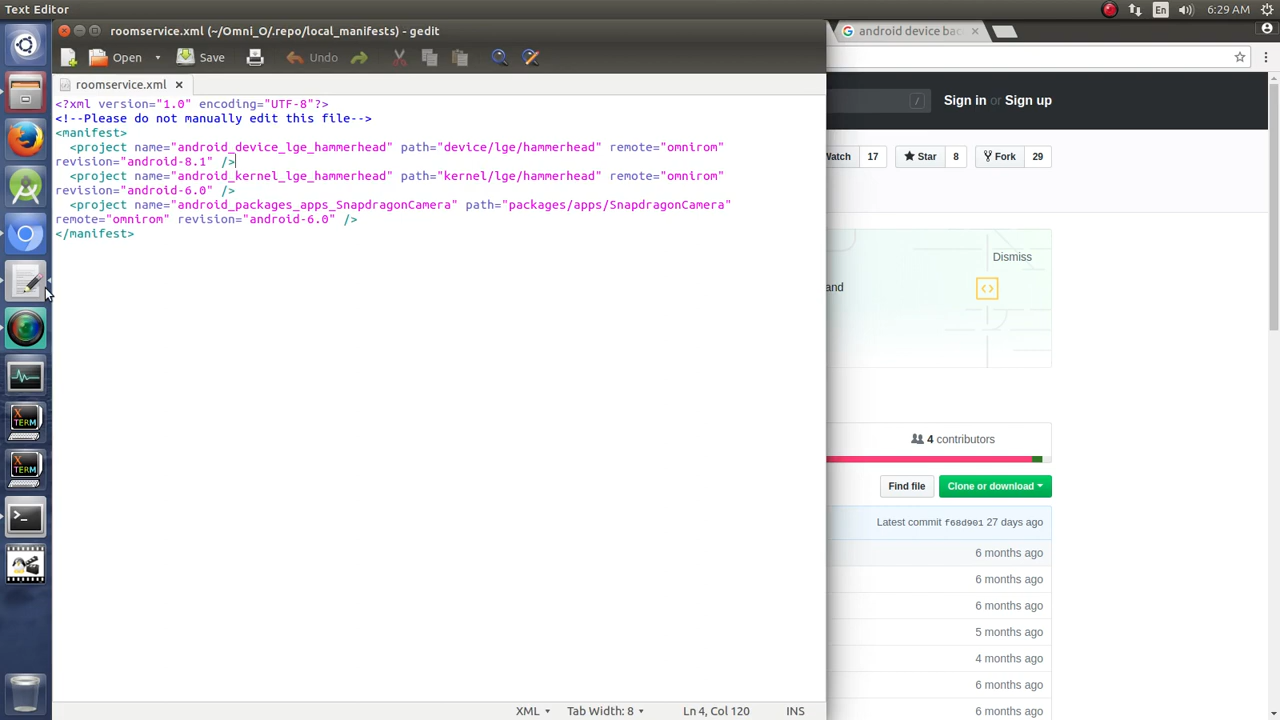 Text Editor
En
6:29 AM
roomservice.xml (~/Omni_O/.repo/local_manifests) - gedit
android device bac
Open
Save
Undo
roomservice.xml
<?xml version="1.0" encoding="UTF-8"?>
<!--Please do not manually edit this file-->
<manifest>
<project name="android_device_lge_hammerhead" path="device/lge/hammerhead" remote="omnirom"
revision="android-8.1" />
<project name="android_kernel_lge_hammerhead" path="kernel/lge/hammerhead" remote="omnirom"
revision="android-6.0" />
<project name="android_packages_apps_SnapdragonCamera" path="packages/apps/SnapdragonCamera"
remote="omnirom" revision="android-6.0" />
</manifest>
/
Sign in or Sign up
Watch 17
Star 8
Fork 29
Dismiss
and
4 contributors
Find file
Clone or download
Latest commit f68d901 27 days ago
6 months ago
6 months ago
6 months ago
5 months ago
4 months ago
6 months ago
6 months ago
X
TERM
X
TERM
XML
Tab Width: 8
Ln 4, Col 120
INS